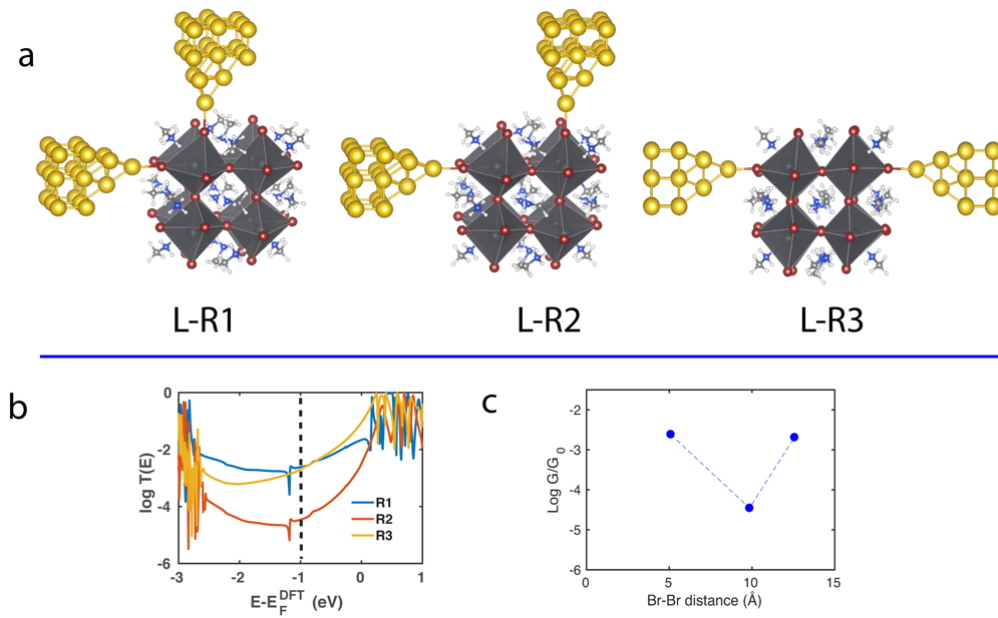 a
L-R1
L-R2
L-R3
b
0
-2
-4
-6
log T(E)
R1
R2
R3
-3
-2
-1
0
1
E-E_F^DFT (eV)
c
-2
-3
-4
-5
-6
Log G/G_0
0
5
10
15
Br-Br distance (Å)